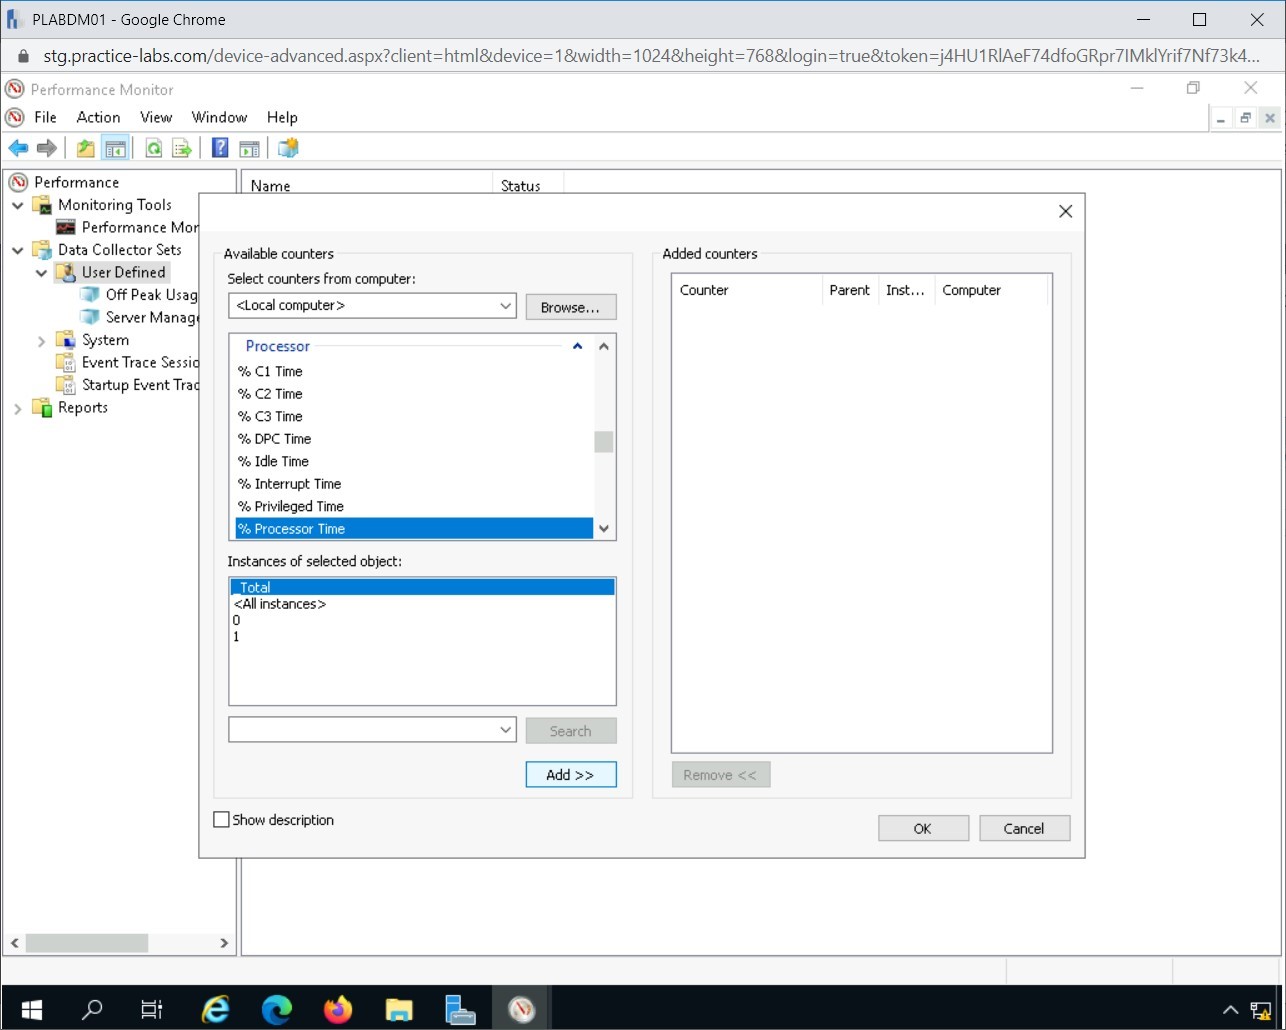 PLABDM01 - Google Chrome
stg.practice-labs.com/device-advanced.aspx?client=html&device=1&width=1024&height=768&login=true&token=j4HU1RlAeF74dfoGRpr7IMklYrif7Nf73k4...
Performance Monitor
File Action View Window Help
Performance
Monitoring Tools
Performance Mor
Data Collector Sets
User Defined
Off Peak Usag
Server Manage
System
Event Trace Sessio
Startup Event Trac
Reports
Name Status
Available counters
Select counters from computer:
<Local computer>
Browse...
Processor
% C1 Time
% C2 Time
% C3 Time
% DPC Time
% Idle Time
% Interrupt Time
% Privileged Time
% Processor Time
Instances of selected object:
_Total
<All instances>
0
1
Search
Add >>
Show description
Added counters
Counter Parent Inst... Computer
Remove <<
OK Cancel